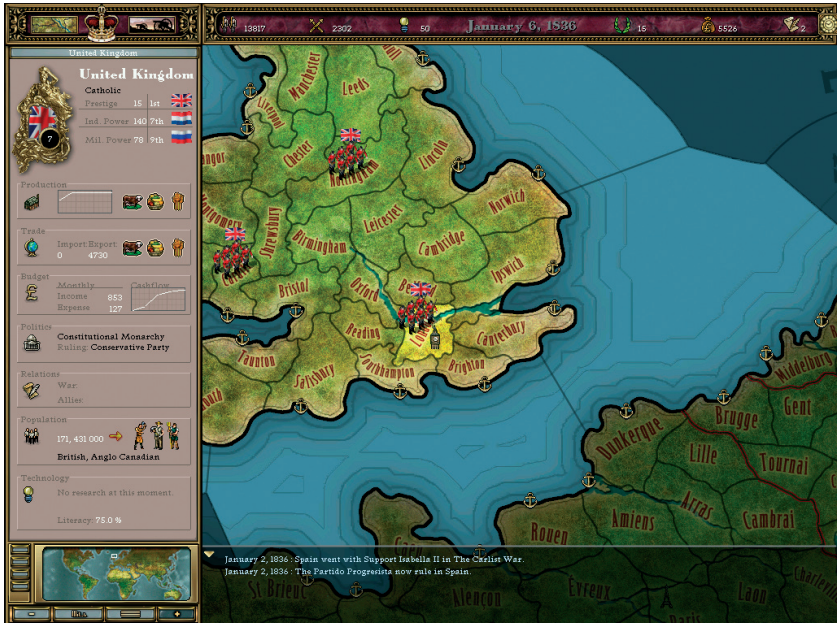 13817 2302 50 January 6, 1836 15 5526 2
United Kingdom
United Kingdom
Catholic
Prestige 15 1st
Ind. Power 140 7th
Mil. Power 78 9th
7
Production
Trade
Import: Export:
0 4730
Budget
Monthly Cashflow
Income 853
Expense 127
Politics
Constitutional Monarchy
Ruling: Conservative Party
Relations
War:
Allies:
Population
171, 431 000
British, Anglo Canadian
Technology
No research at this moment.
Literacy: 75.0 %
Manchester
Leeds
Liverpool
Chester
Nottingham
Lincoln
Norwich
Shrewsbury
Montgomery
Leicester
Birmingham
Cambridge
Ipswich
Bristol
Oxford
Reading
Canterbury
Taunton
Salisbury
Southhampton
Brighton
Middelburg
Gent
Brugge
Dunkerque
Lille
Tournai
Arras
Cambrai
Amiens
Rouen
January 2, 1836 : Spain went with Support Isabella II in The Carlist War.
January 2, 1836 : The Partido Progresista now rule in Spain.
St Brieuc
Alençon
Évreux
Paris
Laon